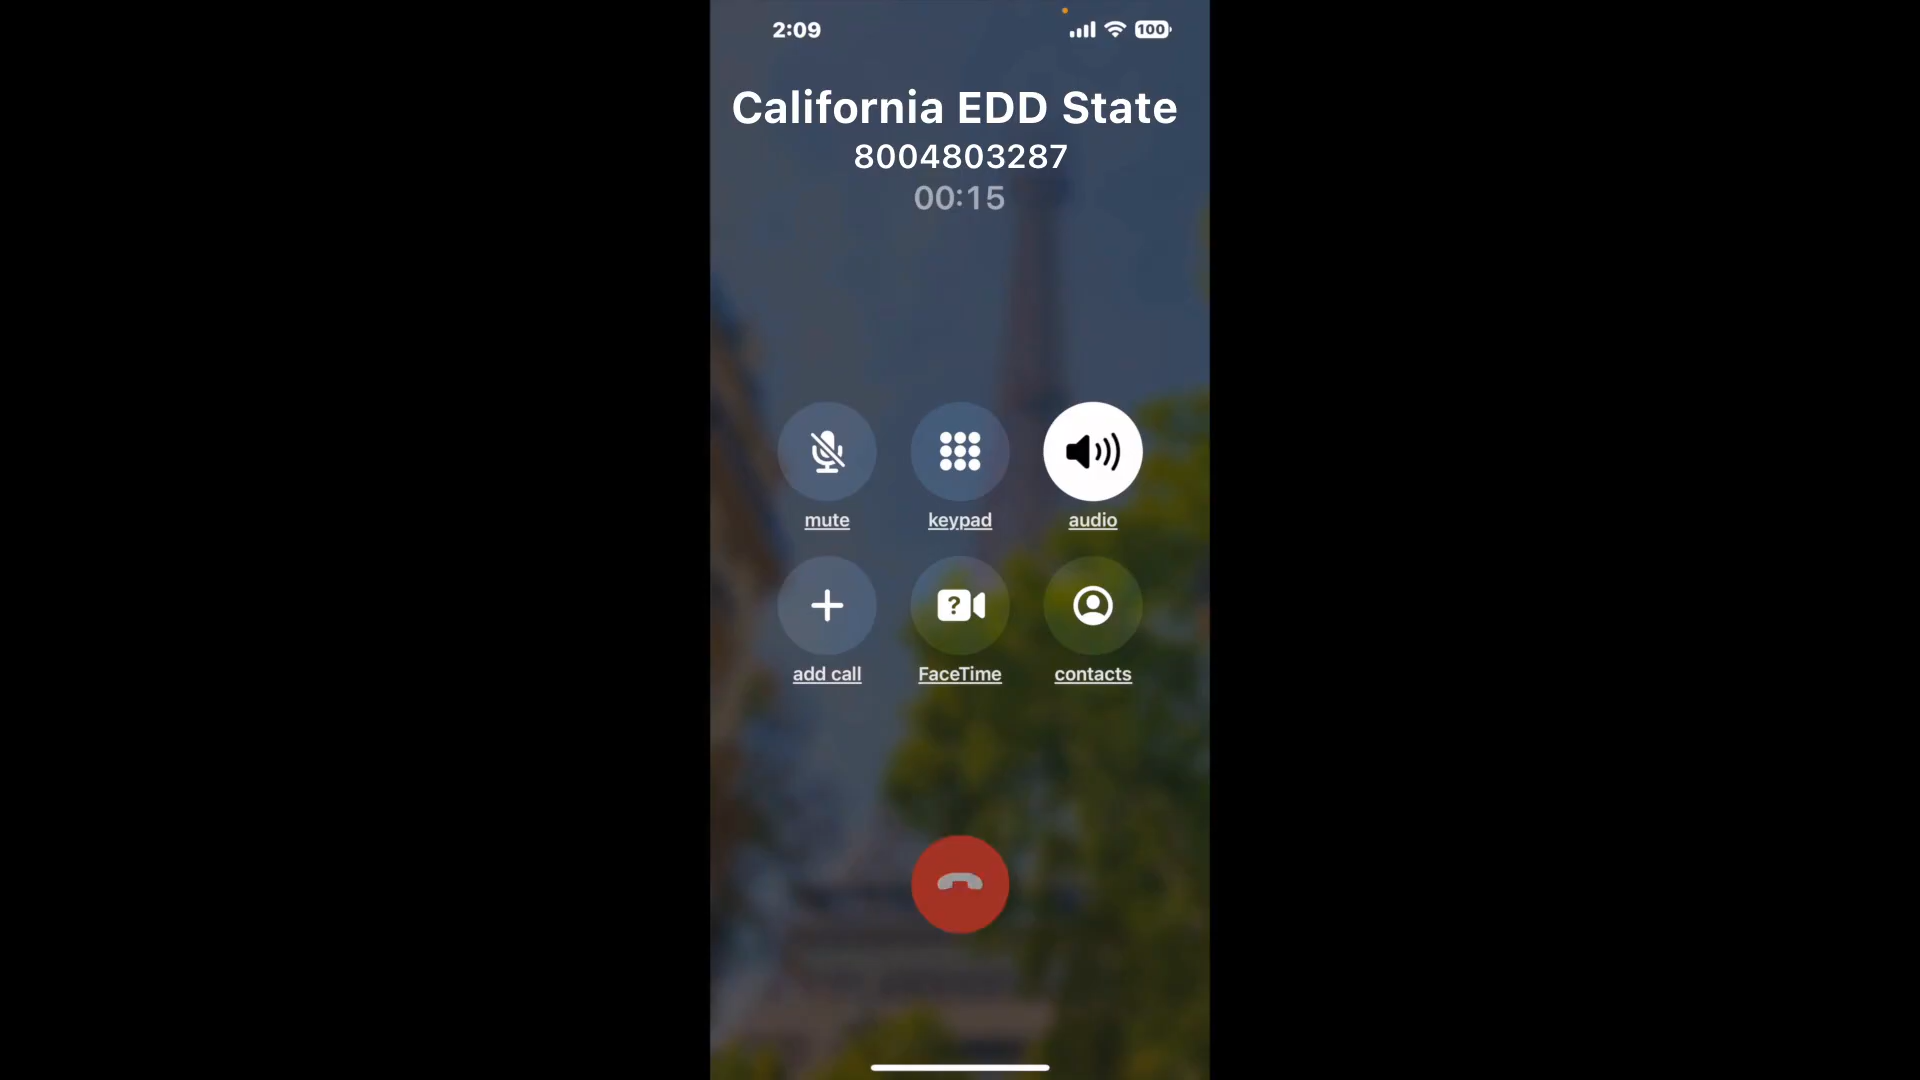 2:09
100
California EDD State
8004803287
00:15
mute
keypad
audio
?
add call
FaceTime
contacts